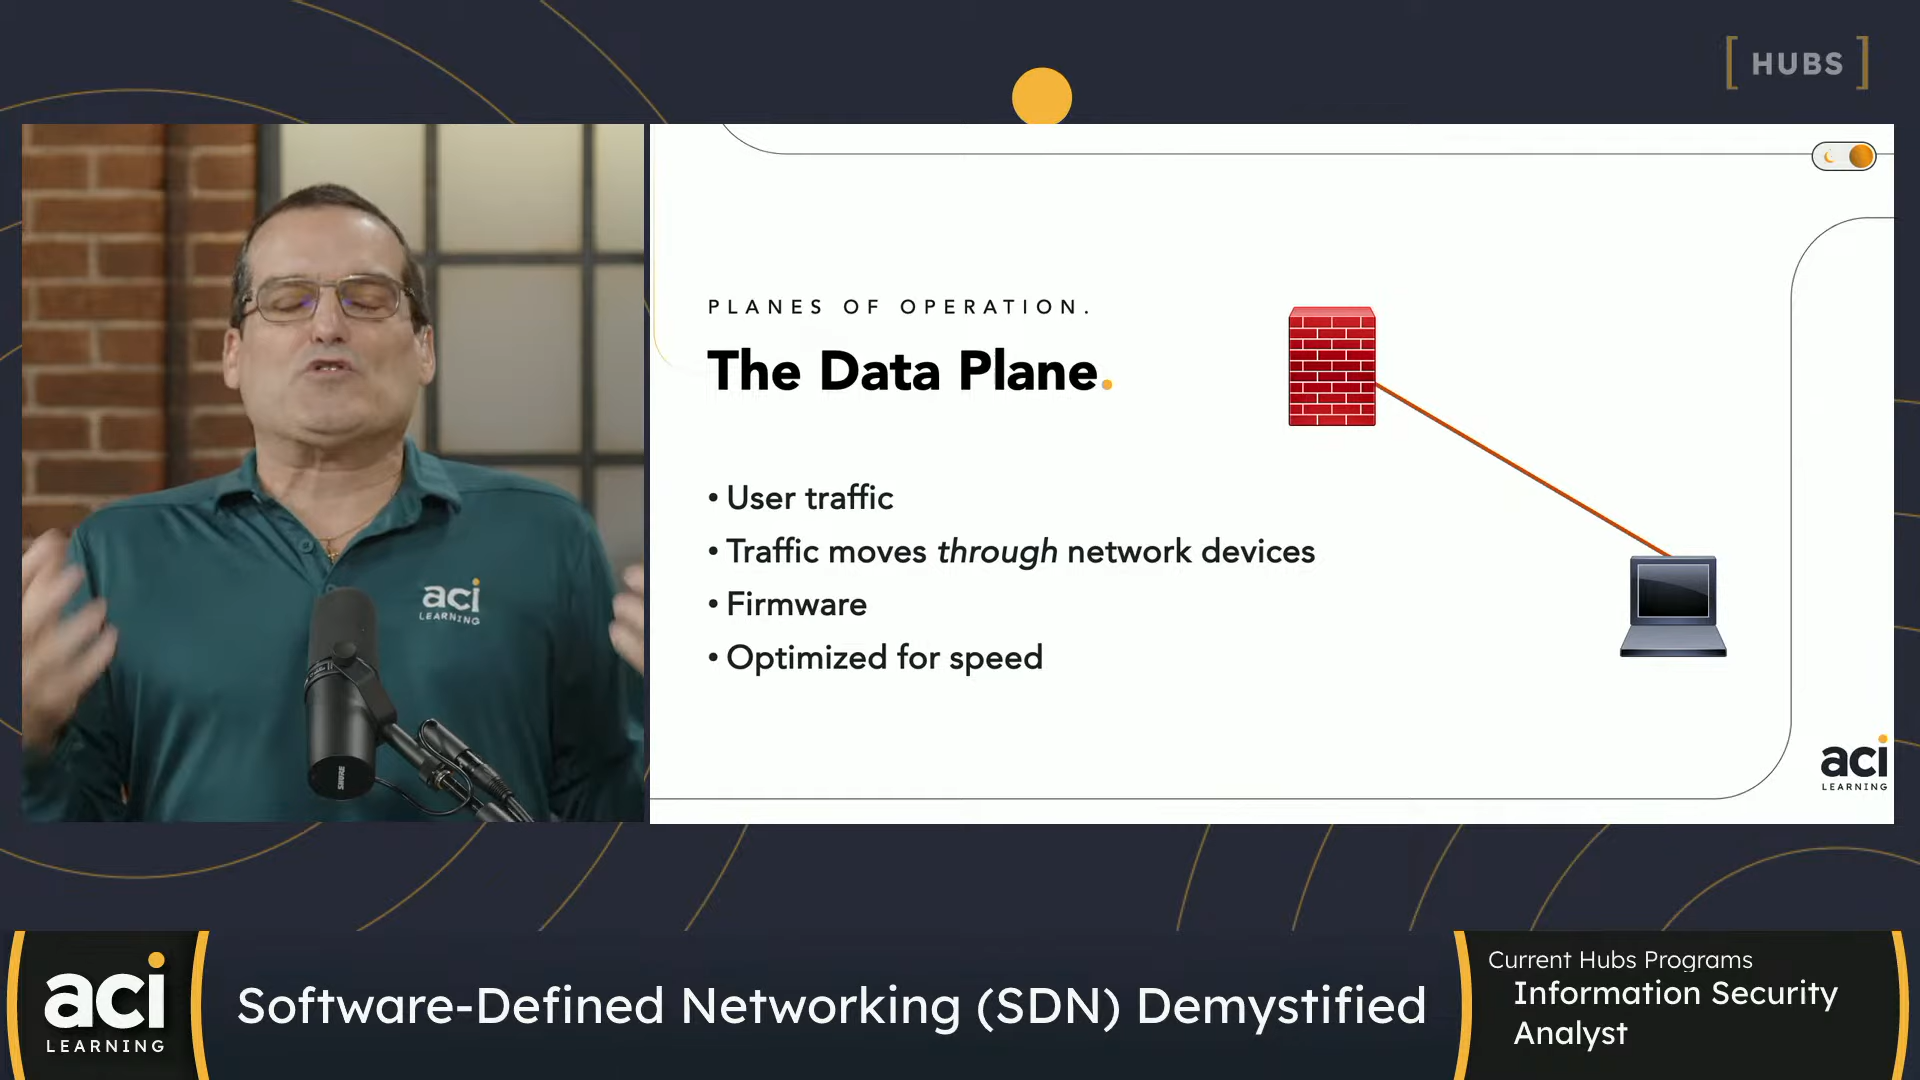 [ HUBS ]
PLANES OF OPERATION.
The Data Plane.
• User traffic
• Traffic moves through network devices
• Firmware
• Optimized for speed
aci
LEARNING
SHURE
aci
LEARNING
aci
LEARNING
Software-Defined Networking (SDN) Demystified
Current Hubs Programs
Information Security
Analyst